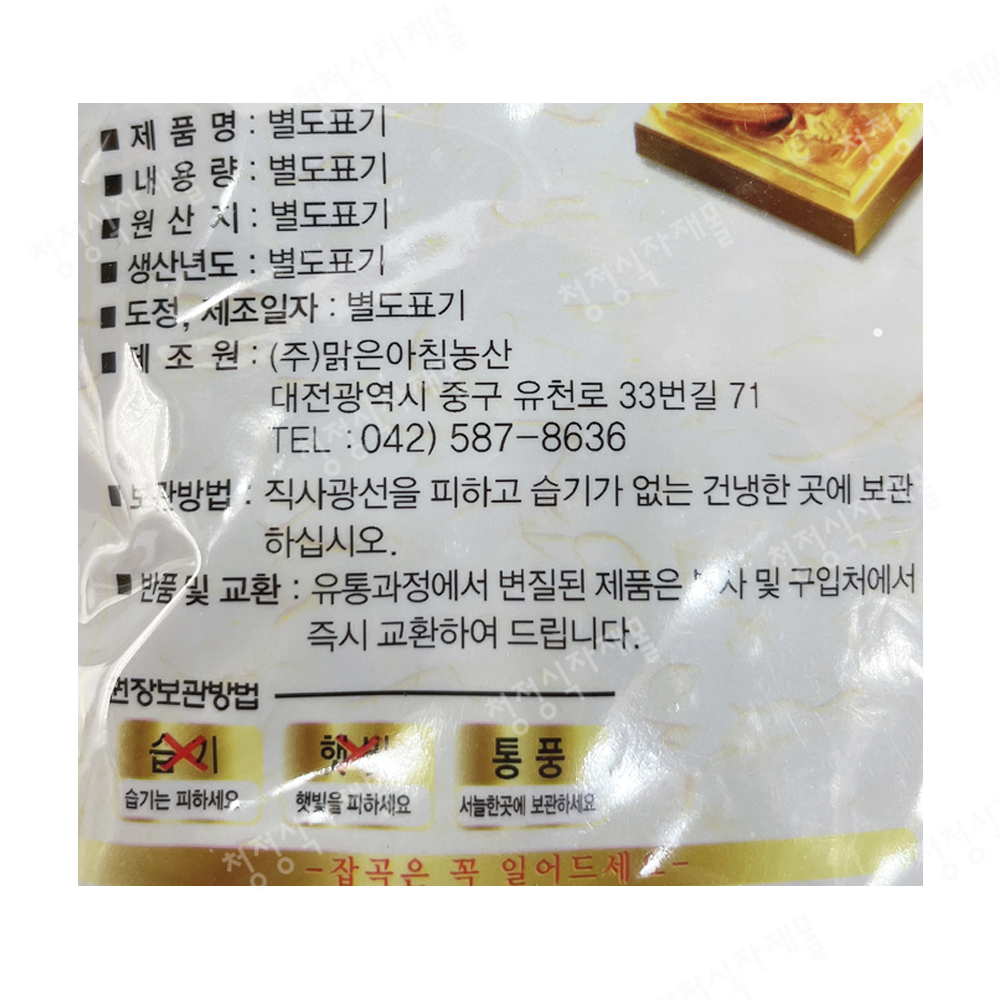 ■ 제 품 명 : 별도표기
■ 내 용 량 : 별도표기
■ 원 산 지 : 별도표기
■ 생산년도 : 별도표기
■ 도정, 제조일자 : 별도표기
■ 제 조 원 : (주)맑은아침농산
대전광역시 중구 유천로 33번길 71
TEL : 042) 587-8636
■ 보관방법 : 직사광선을 피하고 습기가 없는 건냉한 곳에 보관
하십시오.
■ 반품 및 교환 : 유통과정에서 변질된 제품은 및 구입처에서
즉시 교환하여 드립니다.
권장보관방법
습기 햇빛 통풍
습기는 피하세요 햇빛을 피하세요 서늘한곳에 보관하세요
-잡곡은 꼭 일어드세요-
청정식자재몰